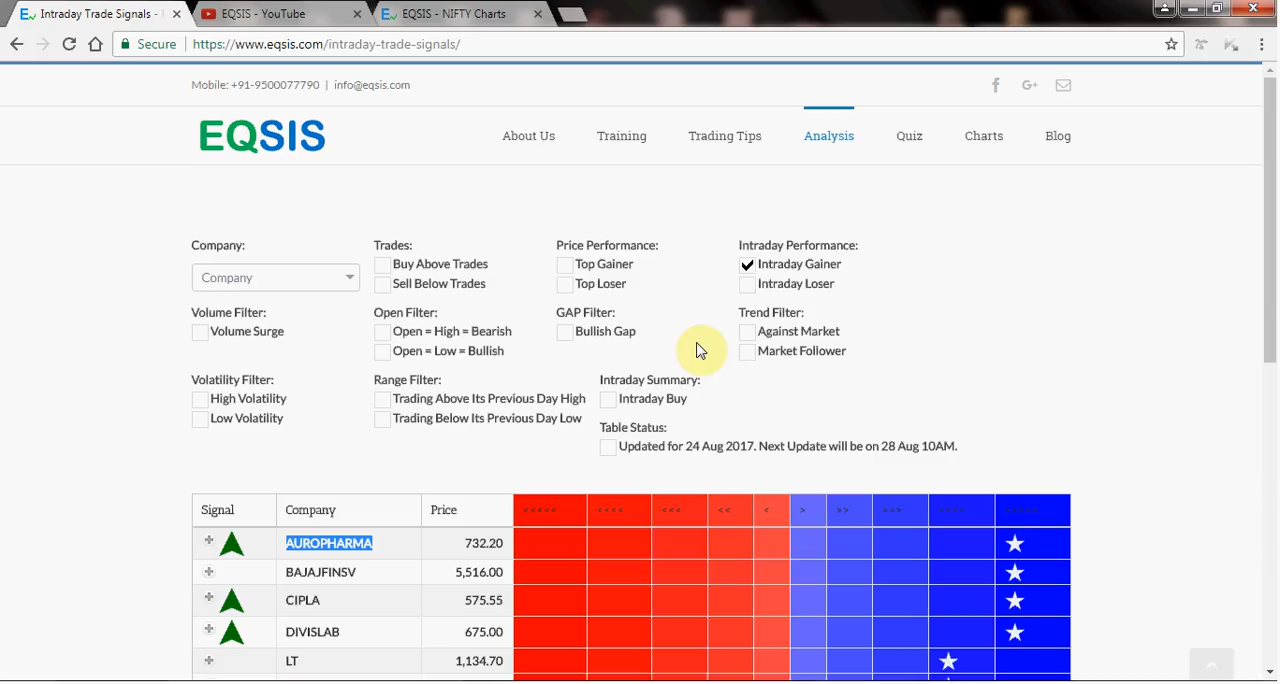 Intraday Trade Signals -
EQSIS - YouTube
EQSIS - NIFTY Charts
Secure
https://www.eqsis.com/intraday-trade-signals/
Mobile: +91-9500077790 | info@eqsis.com
EQSIS
About Us
Training
Trading Tips
Analysis
Quiz
Charts
Blog
Company:
Trades:
Price Performance:
Intraday Performance:
Company
Buy Above Trades
Top Gainer
Intraday Gainer
Sell Below Trades
Top Loser
Intraday Loser
Volume Filter:
Open Filter:
GAP Filter:
Trend Filter:
Volume Surge
Open = High = Bearish
Bullish Gap
Against Market
Open = Low = Bullish
Market Follower
Volatility Filter:
Range Filter:
Intraday Summary:
High Volatility
Trading Above Its Previous Day High
Intraday Buy
Low Volatility
Trading Below Its Previous Day Low
Table Status:
Updated for 24 Aug 2017. Next Update will be on 28 Aug 10AM.
Signal Company Price <<<<< <<<< <<< << < > >> >>> >>>> >>>>>
AUROPHARMA 732.20
BAJAJFINSV 5,516.00
CIPLA 575.55
DIVISLAB 675.00
LT 1,134.70